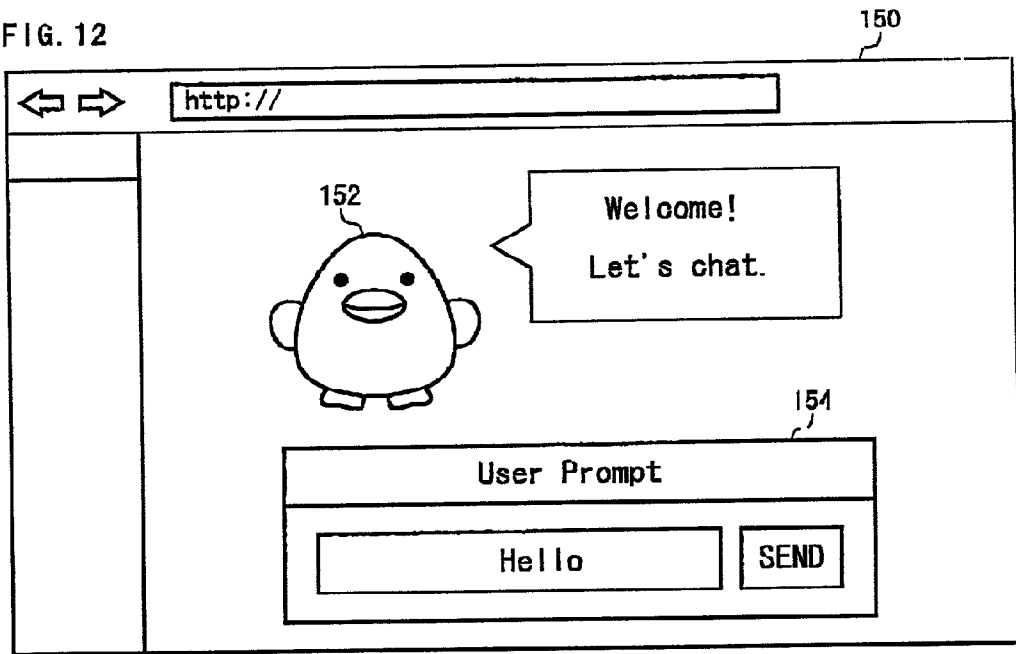 FIG. 12
150
http://
152
Welcome!
Let's chat.
154
User Prompt
Hello
SEND